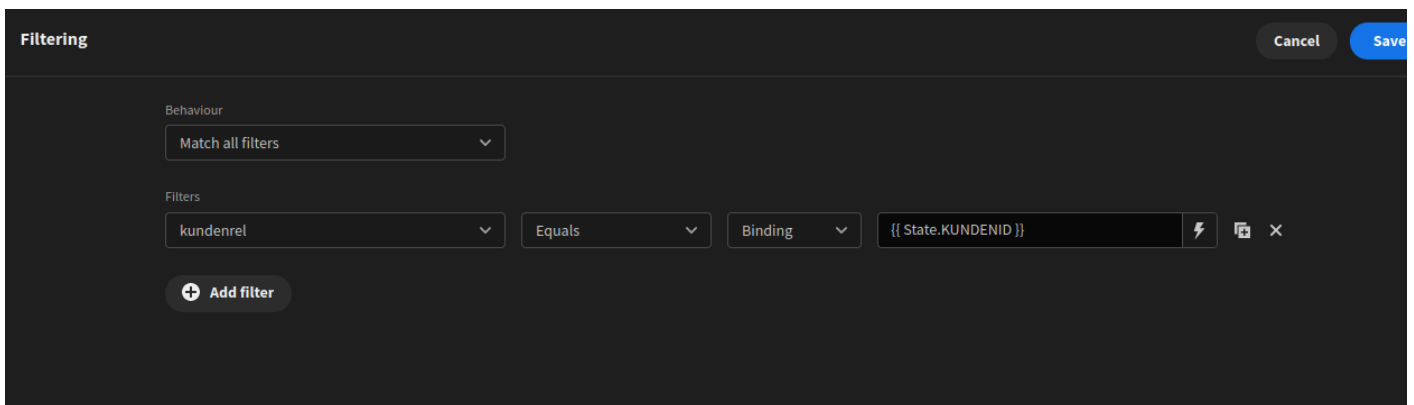 Filtering
Cancel
Save
Behaviour
Match all filters
Filters
kundenrel
Equals
Binding
{{ State.KUNDENID }}
Add filter